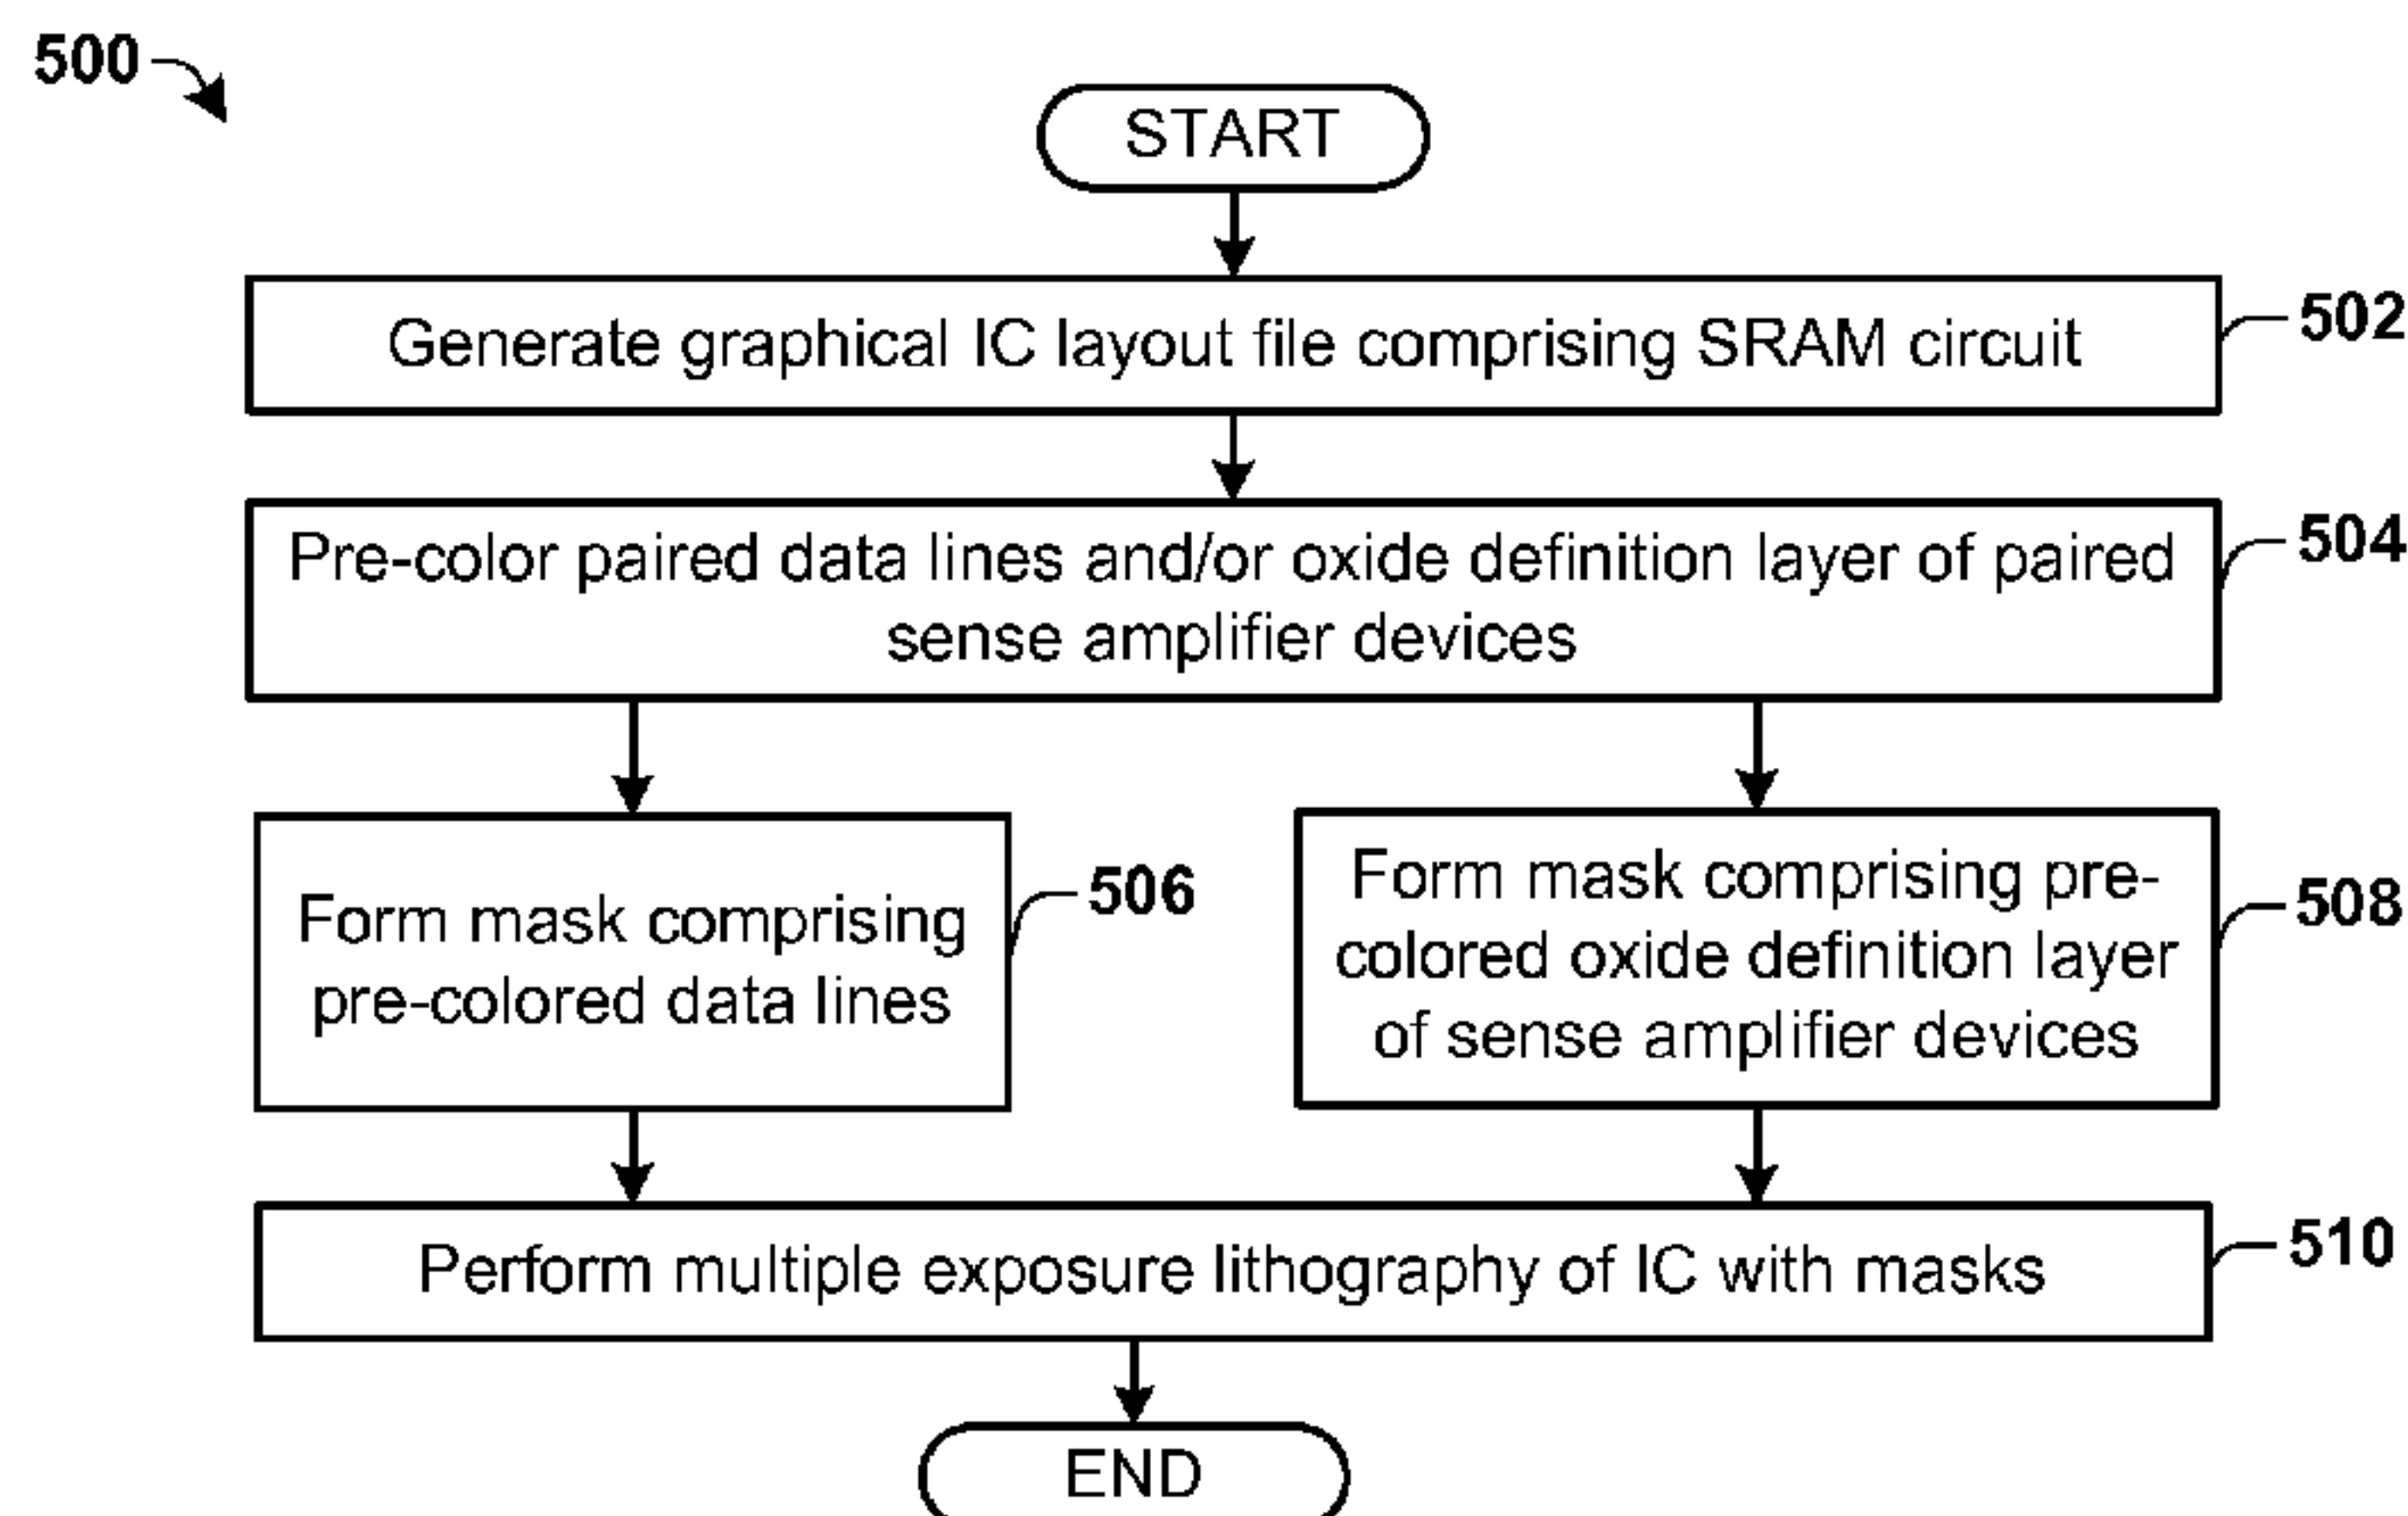 500
START
Generate graphical IC layout file comprising SRAM circuit
502
Pre-color paired data lines and/or oxide definition layer of paired
sense amplifier devices
504
Form mask comprising
pre-colored data lines
506
Form mask comprising pre-
colored oxide definition layer
of sense amplifier devices
508
Perform multiple exposure lithography of IC with masks
510
END